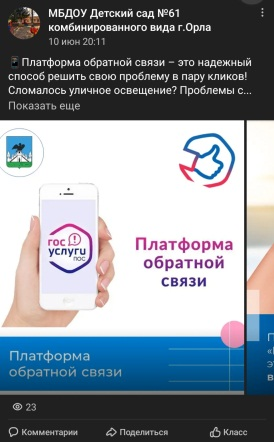 МБДОУ Детский сад №61
комбинированного вида г.Орла
10 июн 20:11
📱Платформа обратной связи – это надежный
способ решить свою проблему в пару кликов!
Сломалось уличное освещение? Проблемы с...
Показать еще
гос
услуги
пос
Платформа
обратной
связи
Платформа
обратной связи
23
Комментарии
Поделиться
Класс